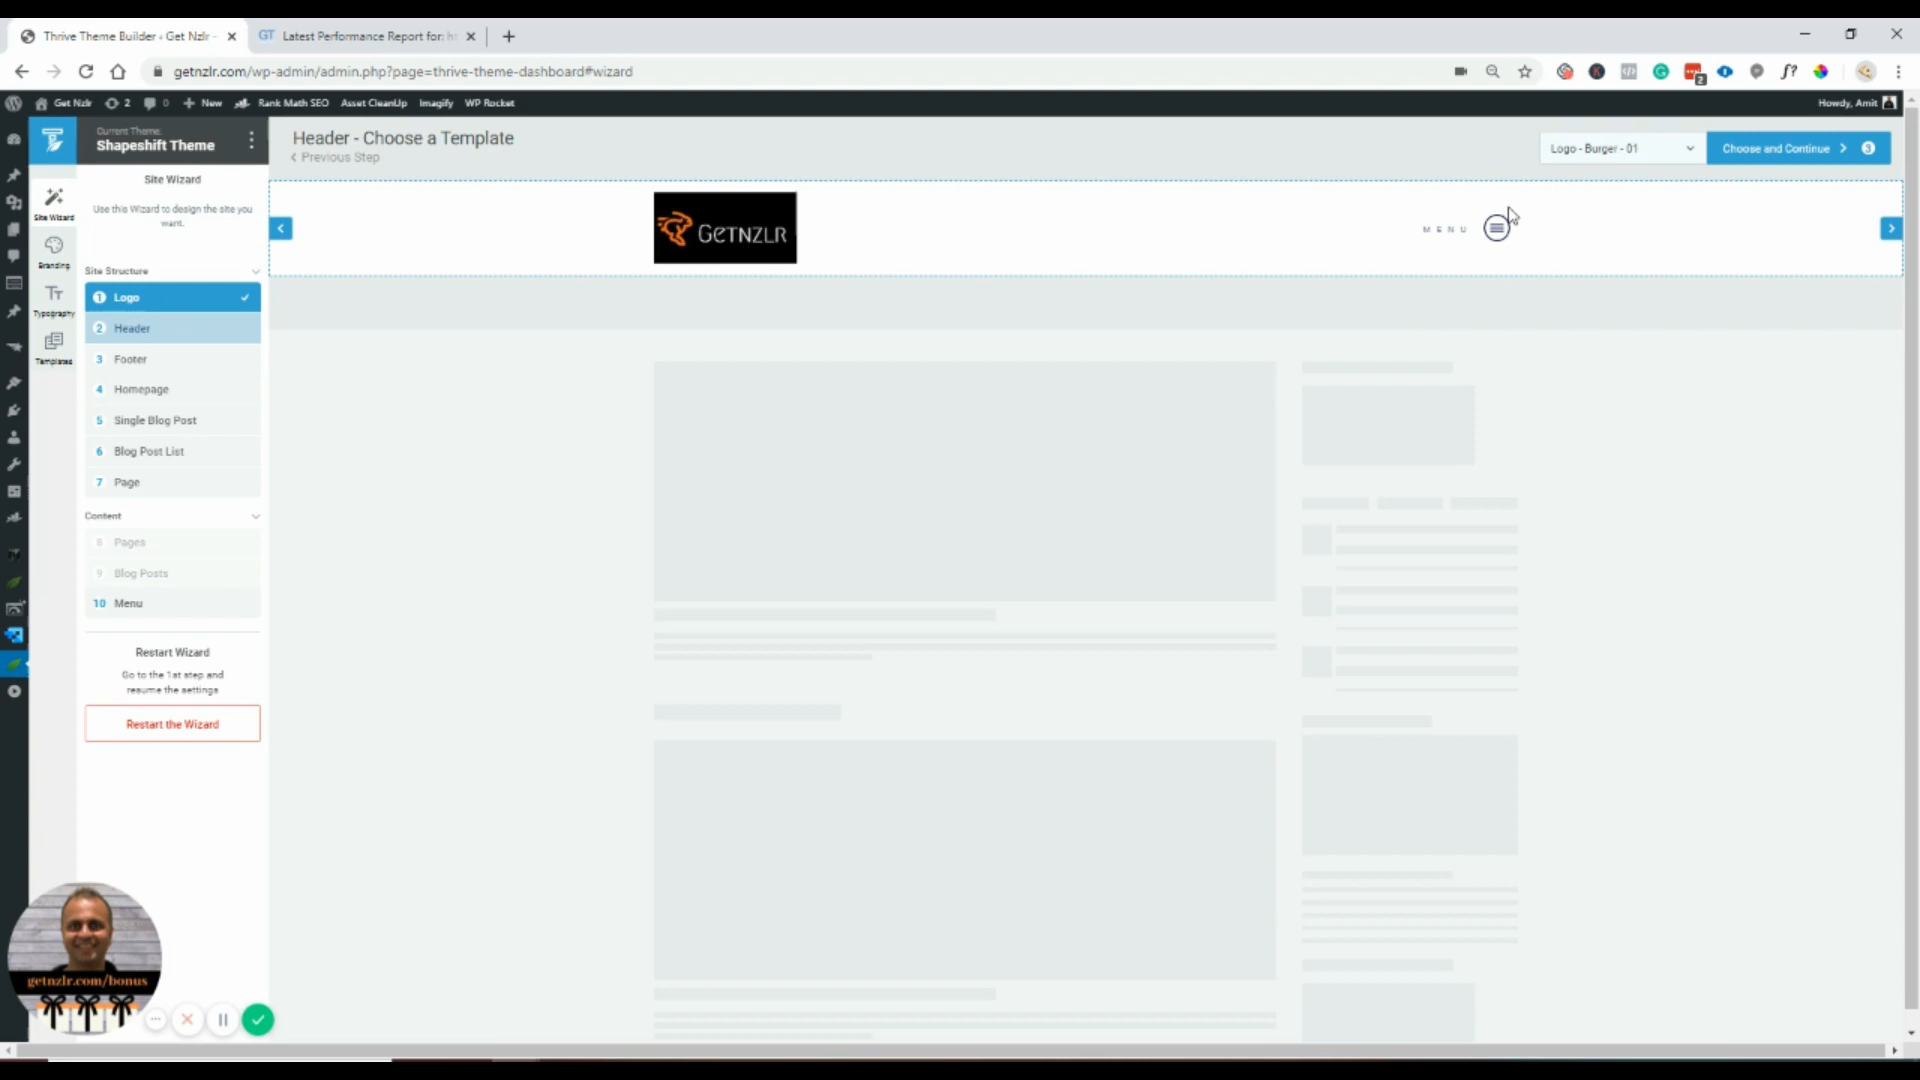 Thrive Theme Builder
Get Nzlr -
GT Latest Performance Report for:
getnzlr.com/wp-admin/admin.php?page=thrive-theme-dashboard#wizard
f?
2
Get Nzlr
2
0
New
Rank Math SEO
Asset CleanUp
Imagify
WP Rocket
Howdy, Amit
Current Theme:
Shapeshift Theme
Header - Choose a Template
Previous Step
Logo - Burger - 01
Choose and Continue
3
Site Wizard
Use this Wizard to design the site you
want.
Site Wizard
Branding
Typography
Templates
Site Structure
1 Logo
2 Header
3 Footer
4 Homepage
5 Single Blog Post
6 Blog Post List
7 Page
Content
8 Pages
9 Blog Posts
10 Menu
Restart Wizard
Go to the 1st step and
resume the settings
Restart the Wizard
GETNZLR
MENU
getnzlr.com/bonus